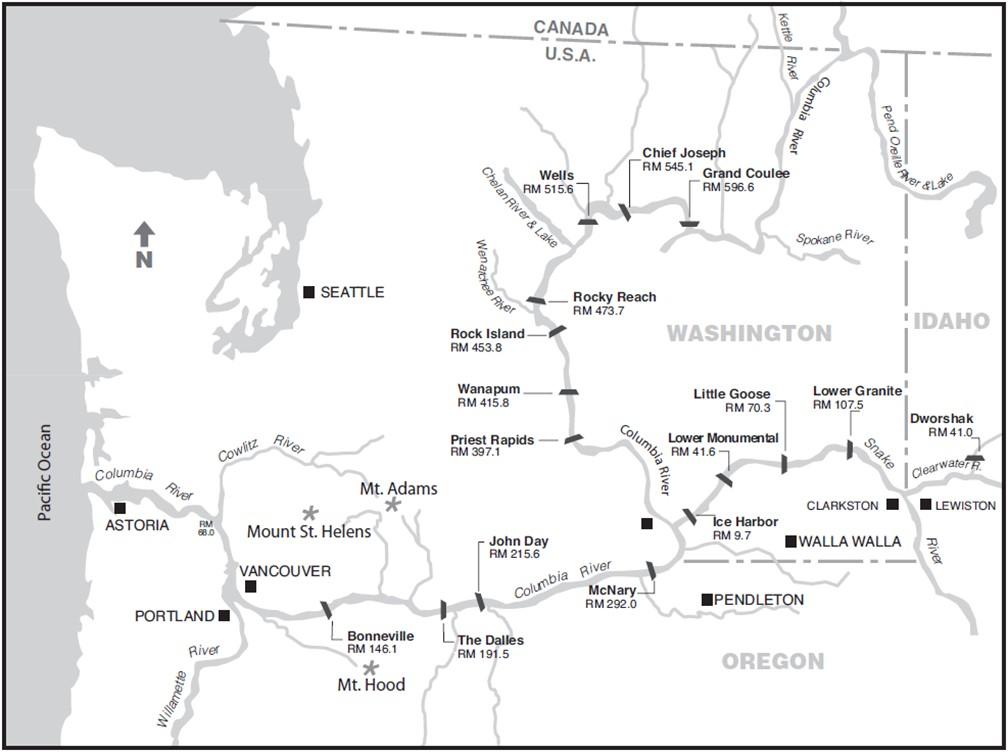 CANADA
U.S.A.
Kettle River
Columbia River
Pend Oreille River & Lake
Chief Joseph
RM 545.1
Grand Coulee
RM 596.6
Wells
RM 515.6
Chelan River & Lake
Spokane River
N
Wenatchee River
SEATTLE
Rocky Reach
RM 473.7
WASHINGTON
IDAHO
Rock Island
RM 453.8
Wanapum
RM 415.8
Little Goose
RM 70.3
Lower Granite
RM 107.5
Dworshak
RM 41.0
Priest Rapids
RM 397.1
Columbia River
Lower Monumental
RM 41.6
Snake
River
Clearwater R.
Pacific Ocean
Columbia
River
Cowlitz River
Mt. Adams
ASTORIA
RM
68.0
Mount St. Helens
CLARKSTON
LEWISTON
Ice Harbor
RM 9.7
WALLA WALLA
John Day
RM 215.6
VANCOUVER
Columbia River
McNary
RM 292.0
PENDLETON
PORTLAND
Bonneville
RM 146.1
The Dalles
RM 191.5
Willamette
River
Mt. Hood
OREGON